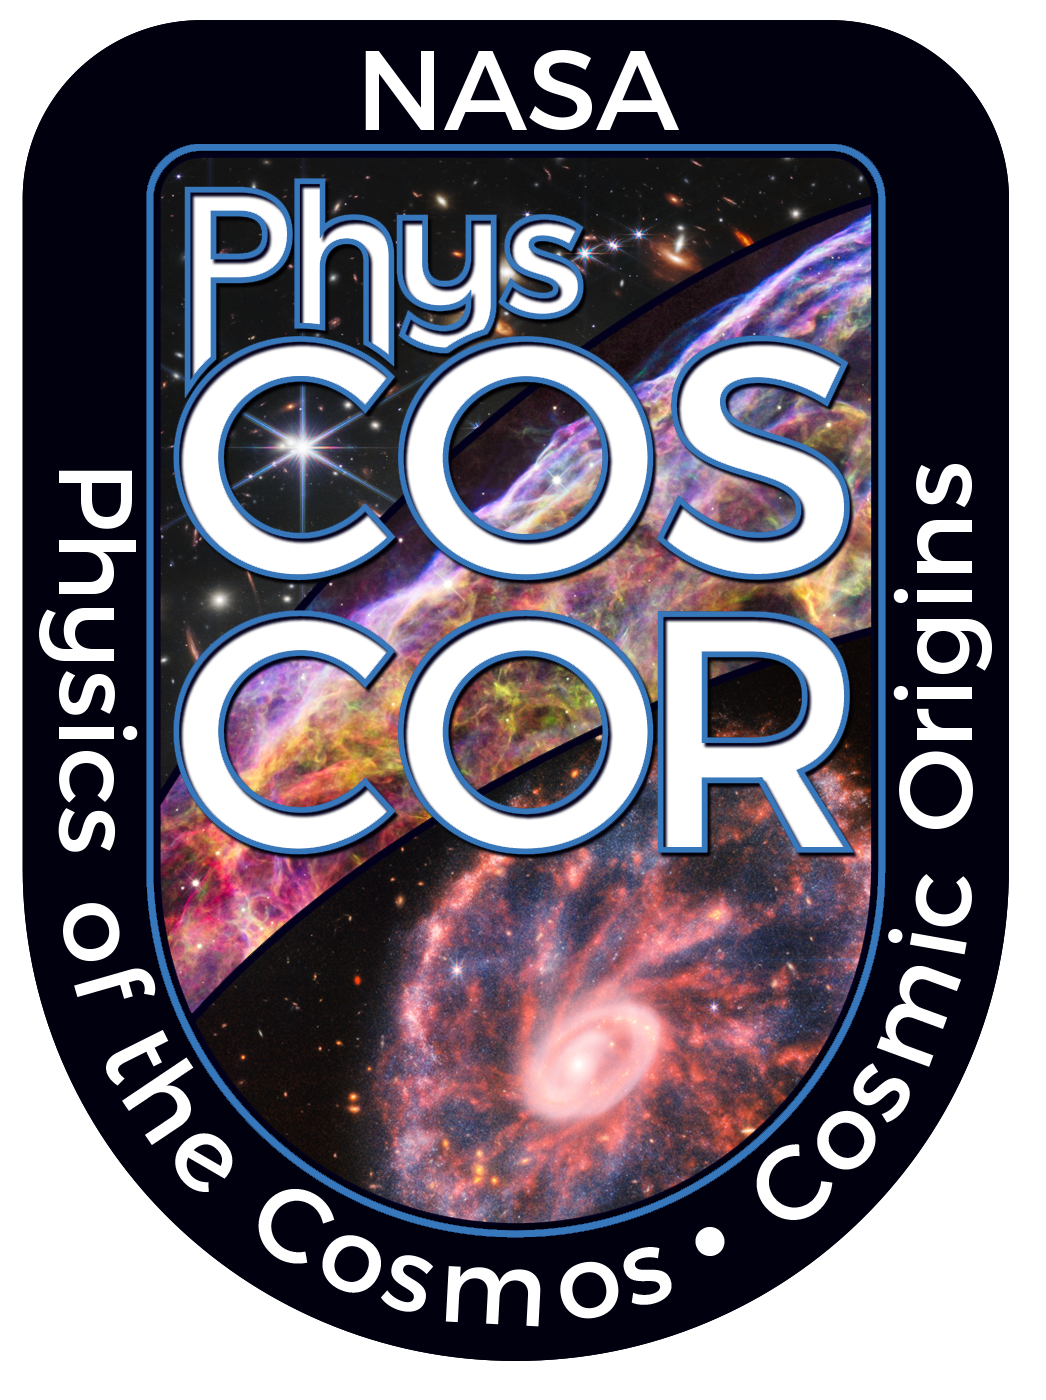 NASA
Phys
COS
COR
Physics of the Cosmos • Cosmic Origins